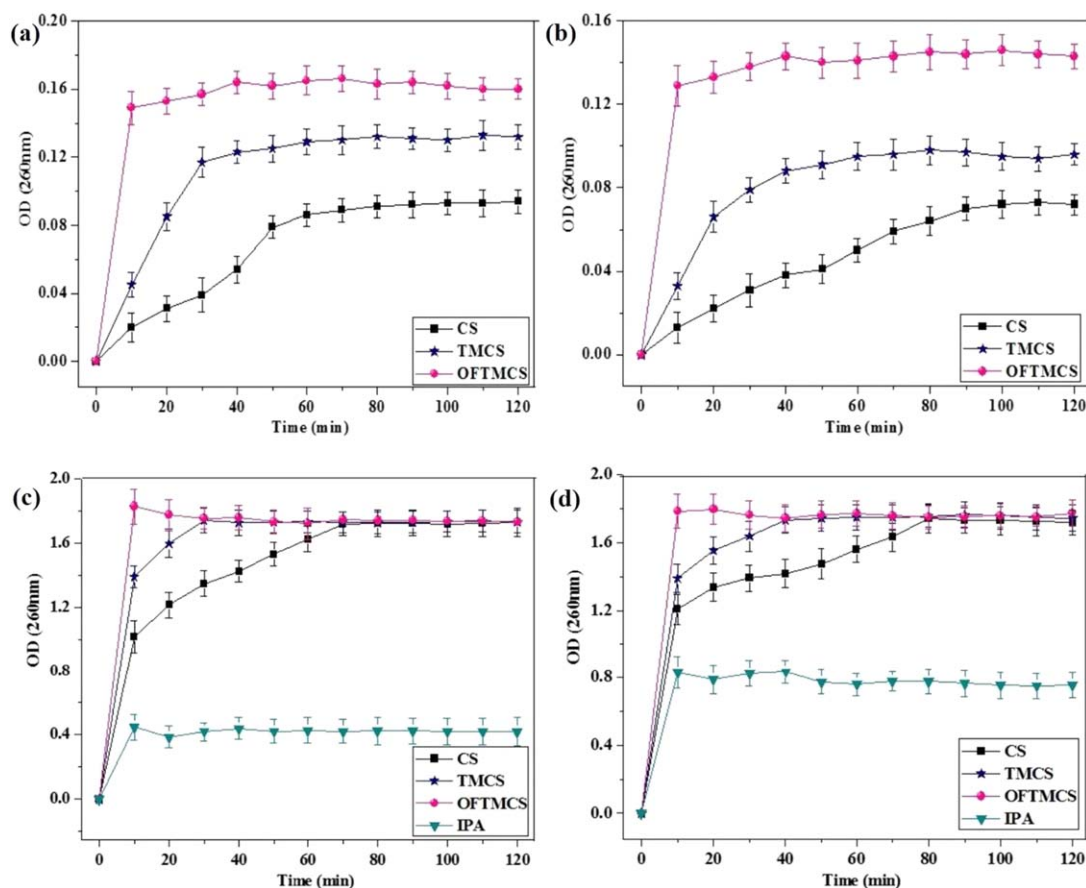 (a)
0.20
0.16
0.12
0.08
0.04
0.00
OD (260nm)
CS
TMCS
OFTMCS
0 20 40 60 80 100 120
Time (min)
(b)
0.16
0.12
0.08
0.04
0.00
OD (260nm)
CS
TMCS
OFTMCS
0 20 40 60 80 100 120
Time (min)
(c)
2.0
1.6
1.2
0.8
0.4
0.0
OD (260nm)
CS
TMCS
OFTMCS
IPA
0 20 40 60 80 100 120
Time (min)
(d)
2.0
1.6
1.2
0.8
0.4
0.0
OD (260nm)
CS
TMCS
OFTMCS
IPA
0 20 40 60 80 100 120
Time (min)